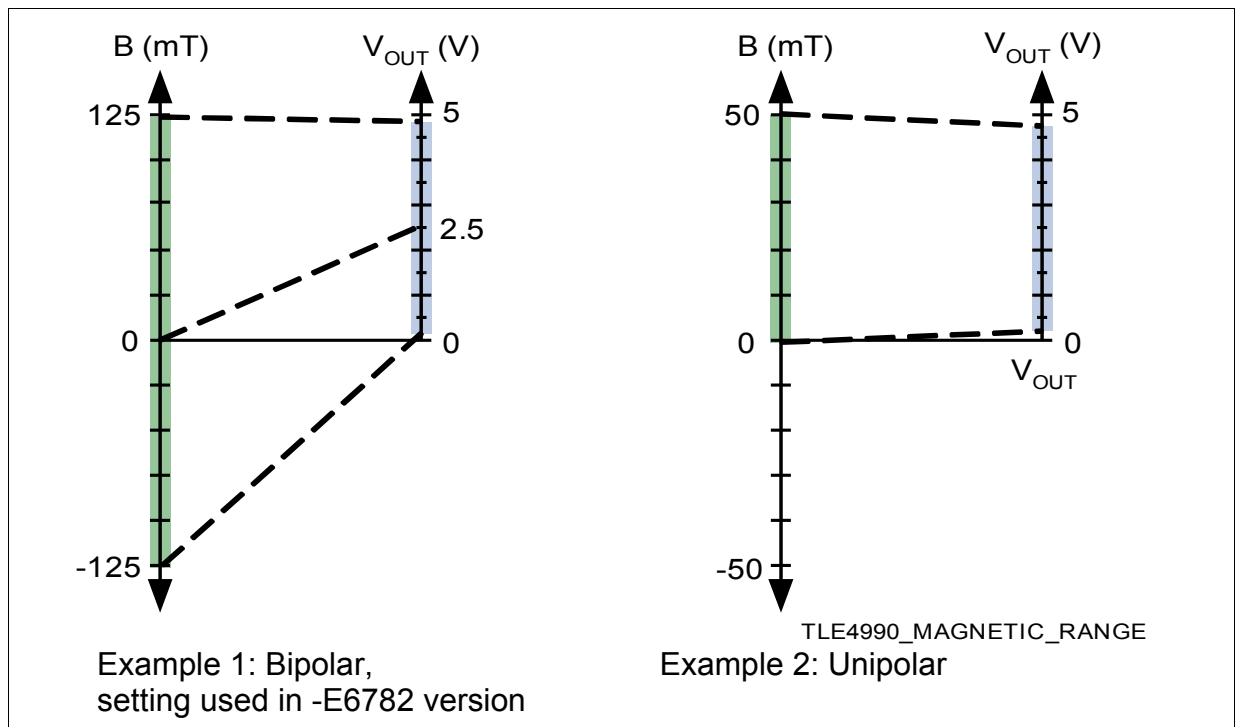 B (mT)
V_OUT (V)
125
5
2.5
0
0
-125
Example 1: Bipolar,
setting used in -E6782 version
B (mT)
V_OUT (V)
50
5
0
0
V_OUT
-50
TLE4990_MAGNETIC_RANGE
Example 2: Unipolar